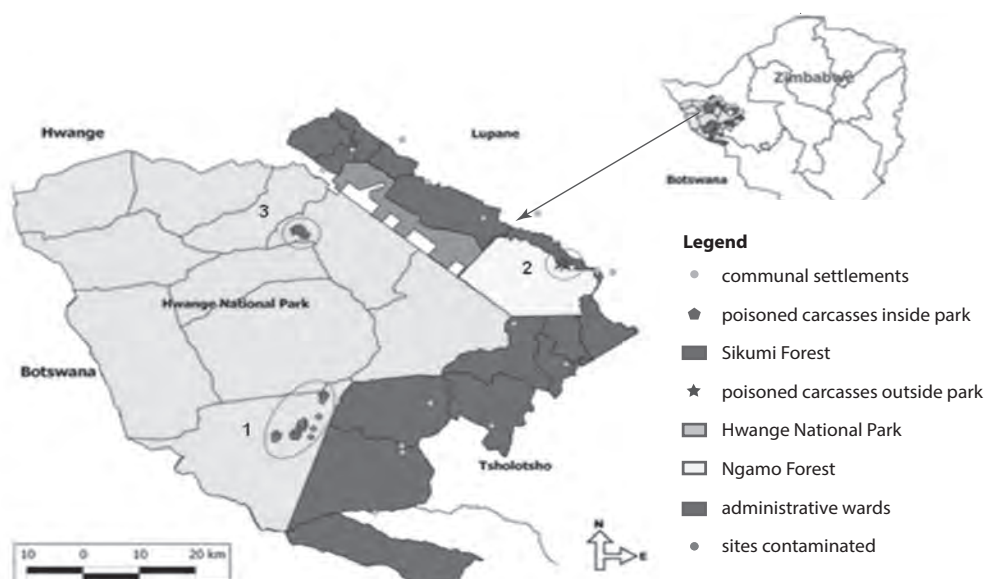 Hwange
Lupane
Zimbabwe
Botswana
3
2
Hwange National Park
Botswana
1
Tsholotsho
N
E
10 0 10 20 km
Legend
communal settlements
poisoned carcasses inside park
Sikumi Forest
poisoned carcasses outside park
Hwange National Park
Ngamo Forest
administrative wards
sites contaminated